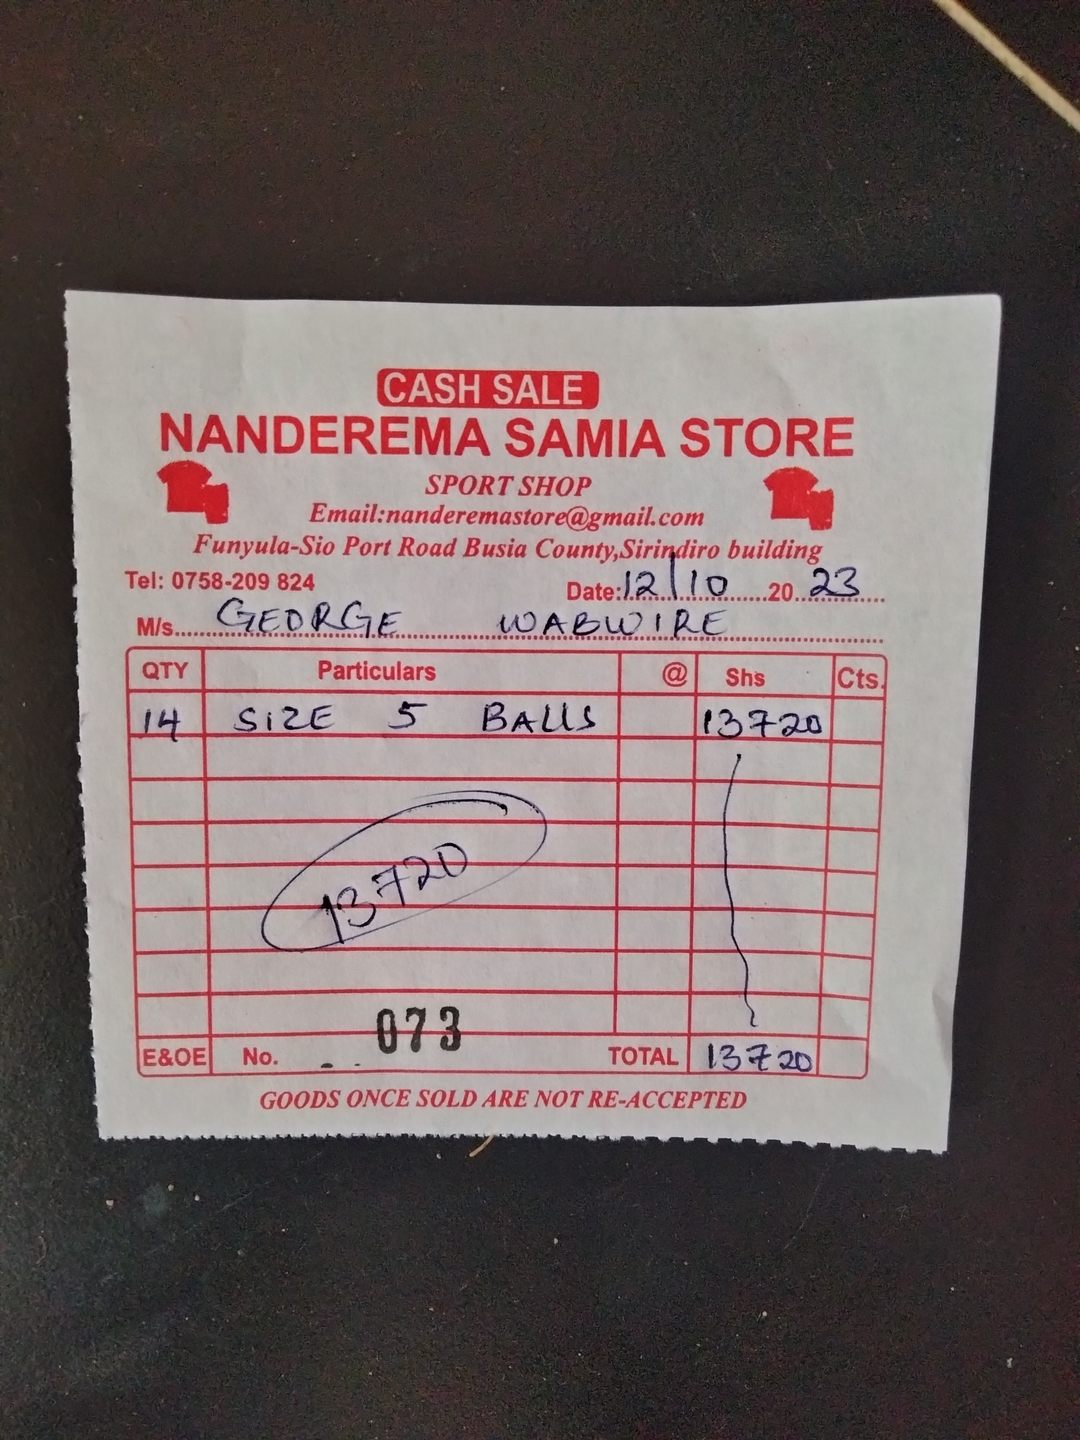 CASH SALE
NANDEREMA SAMIA STORE
SPORT SHOP
Email:nanderemastore@gmail.com
Funyula-Sio Port Road Busia County,Sirindiro building
Tel: 0758-209 824 Date:12/10 20 23
M/s GEORGE WABWIRE
QTY Particulars @ Shs Cts.
14 SIZE 5 BALLS 13720
13720
E&OE No. 073 TOTAL 13720
GOODS ONCE SOLD ARE NOT RE-ACCEPTED